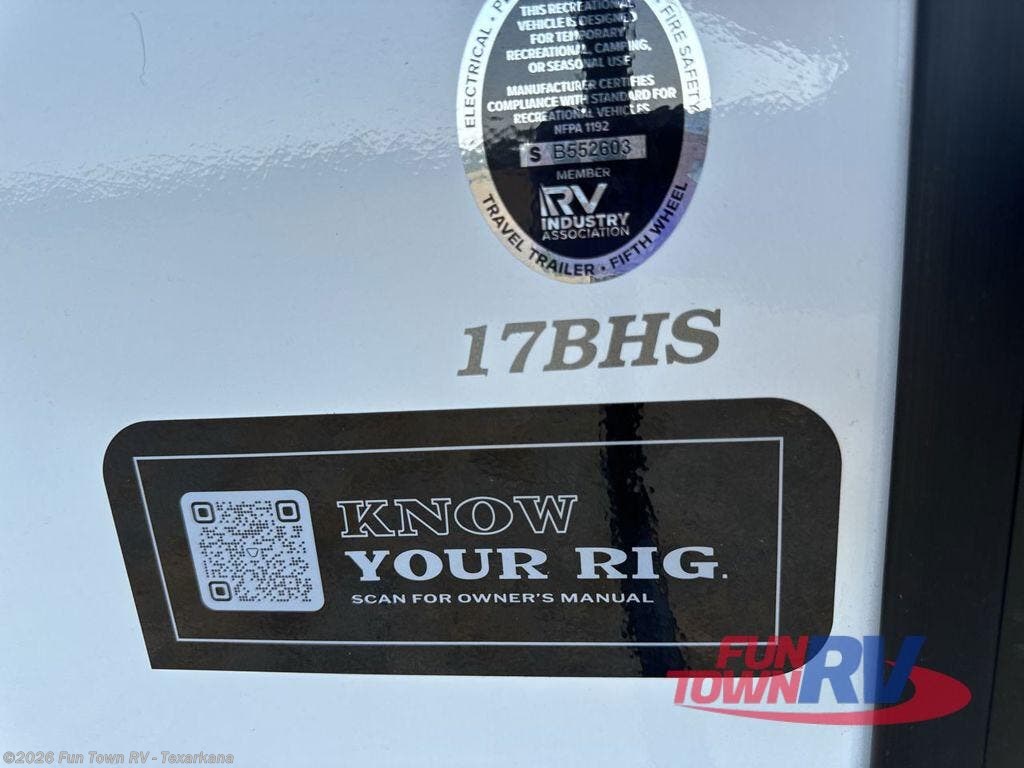 ELECTRICAL • P
FIRE SAFETY
THIS RECREATIONAL
VEHICLE IS DESIGNED
FOR TEMPORARY
RECREATIONAL, CAMPING,
OR SEASONAL USE
MANUFACTURER CERTIFIES
COMPLIANCE WITH STANDARD FOR
RECREATIONAL VEHICLES
NFPA 1192
S B552603
MEMBER
RV
INDUSTRY
ASSOCIATION
TRAVEL TRAILER • FIFTH WHEEL
17BHS
KNOW
YOUR RIG.
SCAN FOR OWNER'S MANUAL
FUN TOWN RV
©2026 Fun Town RV - Texarkana